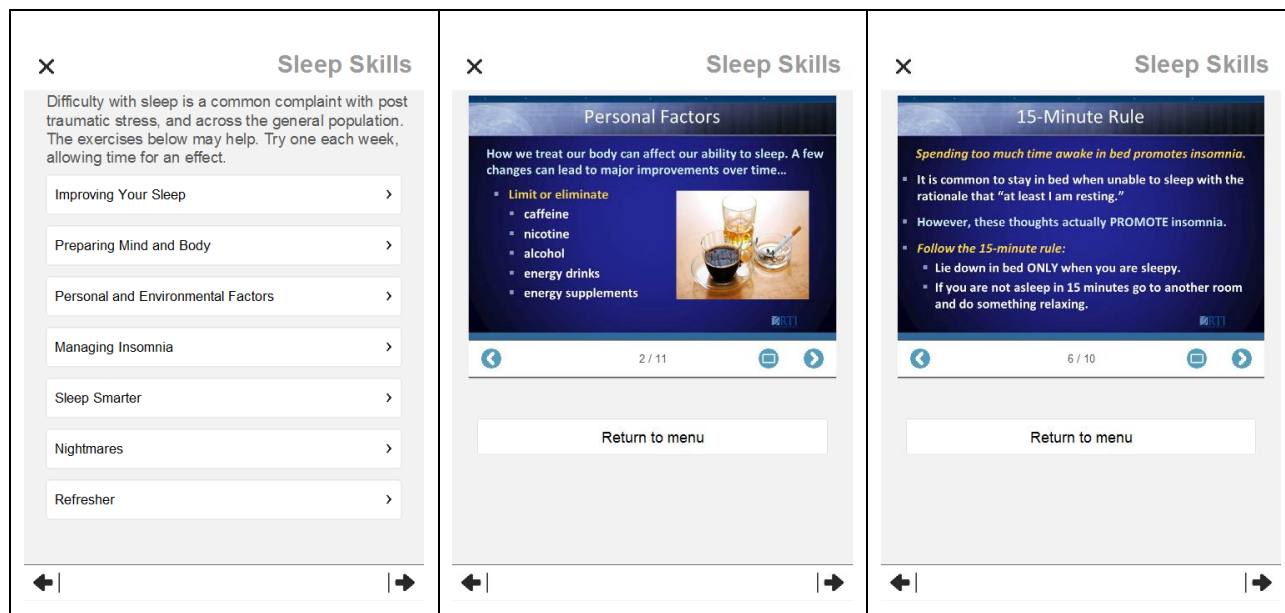 Sleep Skills
Difficulty with sleep is a common complaint with post
traumatic stress, and across the general population.
The exercises below may help. Try one each week,
allowing time for an effect.
Improving Your Sleep
Preparing Mind and Body
Personal and Environmental Factors
Managing Insomnia
Sleep Smarter
Nightmares
Refresher
Sleep Skills
Personal Factors
How we treat our body can affect our ability to sleep. A few
changes can lead to major improvements over time…
Limit or eliminate
caffeine
nicotine
alcohol
energy drinks
energy supplements
RTI
2 / 11
Return to menu
Sleep Skills
15-Minute Rule
Spending too much time awake in bed promotes insomnia.
It is common to stay in bed when unable to sleep with the
rationale that “at least I am resting.”
However, these thoughts actually PROMOTE insomnia.
Follow the 15-minute rule:
Lie down in bed ONLY when you are sleepy.
If you are not asleep in 15 minutes go to another room
and do something relaxing.
RTI
6 / 10
Return to menu